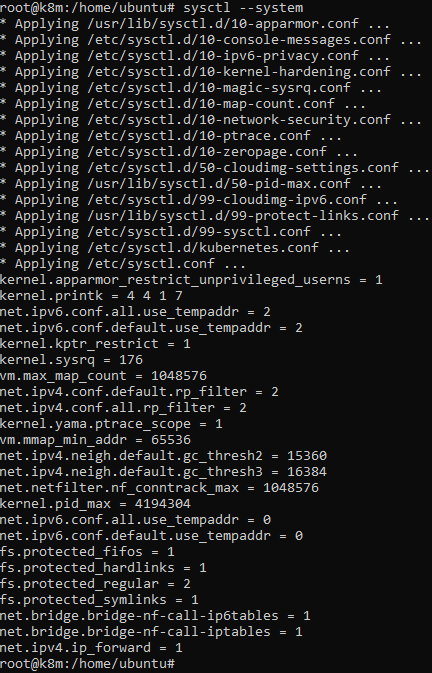 root@k8m:/home/ubuntu# sysctl --system
* Applying /usr/lib/sysctl.d/10-apparmor.conf ...
* Applying /etc/sysctl.d/10-console-messages.conf ...
* Applying /etc/sysctl.d/10-ipv6-privacy.conf ...
* Applying /etc/sysctl.d/10-kernel-hardening.conf ...
* Applying /etc/sysctl.d/10-magic-sysrq.conf ...
* Applying /etc/sysctl.d/10-map-count.conf ...
* Applying /etc/sysctl.d/10-network-security.conf ...
* Applying /etc/sysctl.d/10-ptrace.conf ...
* Applying /etc/sysctl.d/10-zeropage.conf ...
* Applying /etc/sysctl.d/50-cloudimg-settings.conf ...
* Applying /usr/lib/sysctl.d/50-pid-max.conf ...
* Applying /etc/sysctl.d/99-cloudimg-ipv6.conf ...
* Applying /usr/lib/sysctl.d/99-protect-links.conf ...
* Applying /etc/sysctl.d/99-sysctl.conf ...
* Applying /etc/sysctl.d/kubernetes.conf ...
* Applying /etc/sysctl.conf ...
kernel.apparmor_restrict_unprivileged_userns = 1
kernel.printk = 4 4 1 7
net.ipv6.conf.all.use_tempaddr = 2
net.ipv6.conf.default.use_tempaddr = 2
kernel.kptr_restrict = 1
kernel.sysrq = 176
vm.max_map_count = 1048576
net.ipv4.conf.default.rp_filter = 2
net.ipv4.conf.all.rp_filter = 2
kernel.yama.ptrace_scope = 1
vm.mmap_min_addr = 65536
net.ipv4.neigh.default.gc_thresh2 = 15360
net.ipv4.neigh.default.gc_thresh3 = 16384
net.netfilter.nf_conntrack_max = 1048576
kernel.pid_max = 4194304
net.ipv6.conf.all.use_tempaddr = 0
net.ipv6.conf.default.use_tempaddr = 0
fs.protected_fifos = 1
fs.protected_hardlinks = 1
fs.protected_regular = 2
fs.protected_symlinks = 1
net.bridge.bridge-nf-call-ip6tables = 1
net.bridge.bridge-nf-call-iptables = 1
net.ipv4.ip_forward = 1
root@k8m:/home/ubuntu#